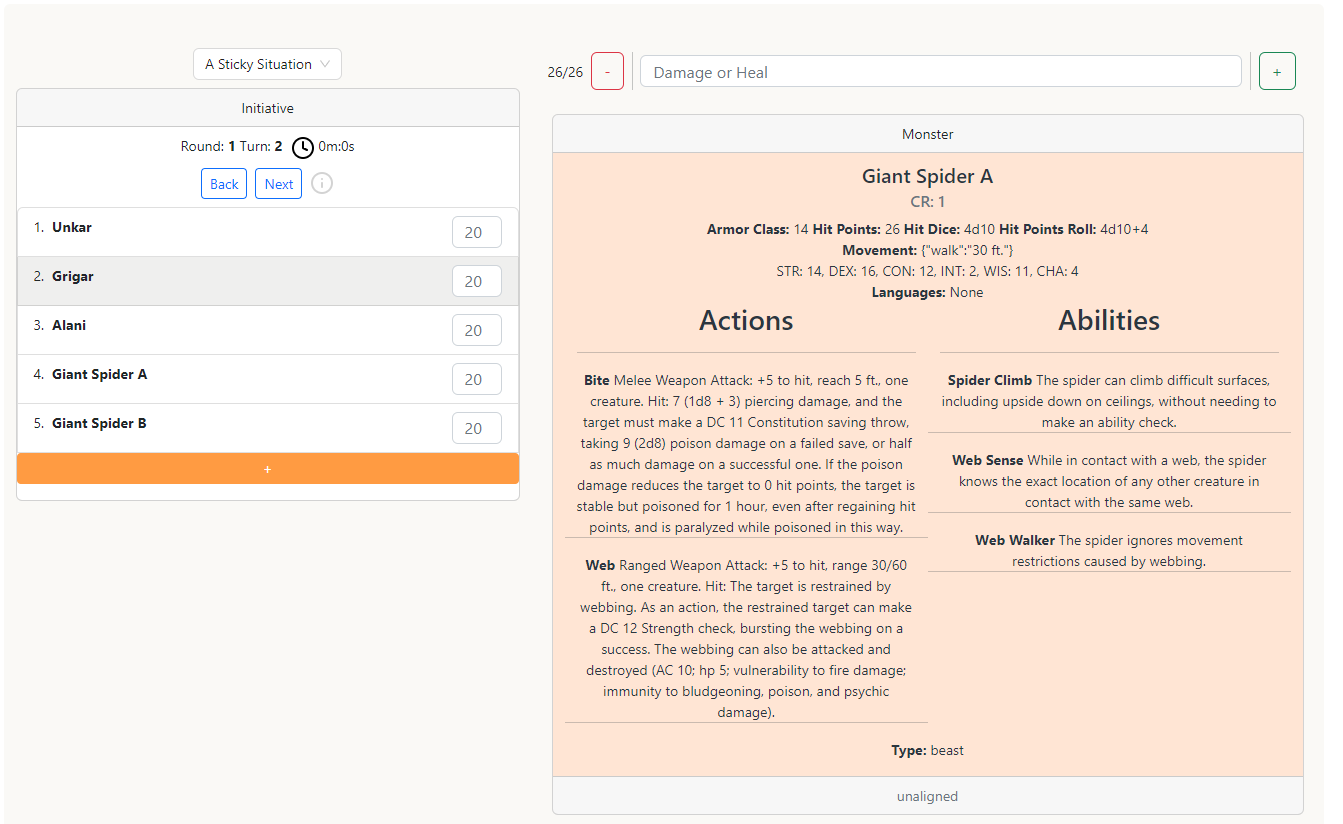 A Sticky Situation
Initiative
Round: 1 Turn: 2 0m:0s
Back Next
1. Unkar 20
2. Grigar 20
3. Alani 20
4. Giant Spider A 20
5. Giant Spider B 20
+
26/26 - Damage or Heal +
Monster
Giant Spider A
CR: 1
Armor Class: 14 Hit Points: 26 Hit Dice: 4d10 Hit Points Roll: 4d10+4
Movement: {"walk":"30 ft."}
STR: 14, DEX: 16, CON: 12, INT: 2, WIS: 11, CHA: 4
Languages: None
Actions
Bite Melee Weapon Attack: +5 to hit, reach 5 ft., one
creature. Hit: 7 (1d8 + 3) piercing damage, and the
target must make a DC 11 Constitution saving throw,
taking 9 (2d8) poison damage on a failed save, or half
as much damage on a successful one. If the poison
damage reduces the target to 0 hit points, the target is
stable but poisoned for 1 hour, even after regaining hit
points, and is paralyzed while poisoned in this way.
Web Ranged Weapon Attack: +5 to hit, range 30/60
ft., one creature. Hit: The target is restrained by
webbing. As an action, the restrained target can make
a DC 12 Strength check, bursting the webbing on a
success. The webbing can also be attacked and
destroyed (AC 10; hp 5; vulnerability to fire damage;
immunity to bludgeoning, poison, and psychic
damage).
Abilities
Spider Climb The spider can climb difficult surfaces,
including upside down on ceilings, without needing to
make an ability check.
Web Sense While in contact with a web, the spider
knows the exact location of any other creature in
contact with the same web.
Web Walker The spider ignores movement
restrictions caused by webbing.
Type: beast
unaligned